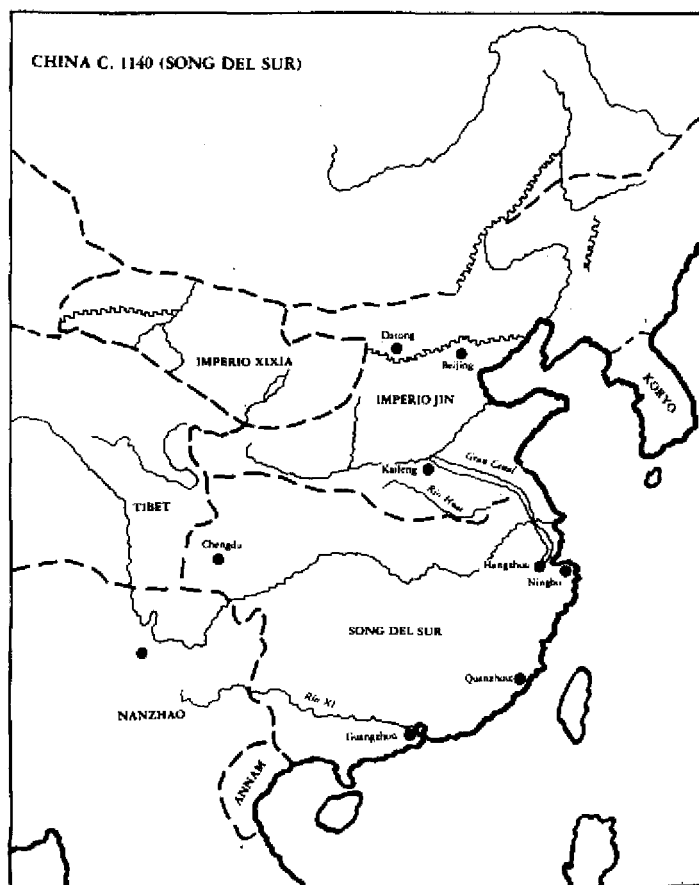 CHINA C. 1140 (SONG DEL SUR)
Datong
Beijing
IMPERIO XIXIA
IMPERIO JIN
KORYO
Kaifeng
Gran Canal
Río Huai
TIBET
Chengdu
Hangzhou
Ningbo
SONG DEL SUR
Quanzhou
Río XI
NANZHAO
Guangzhou
ANNAM